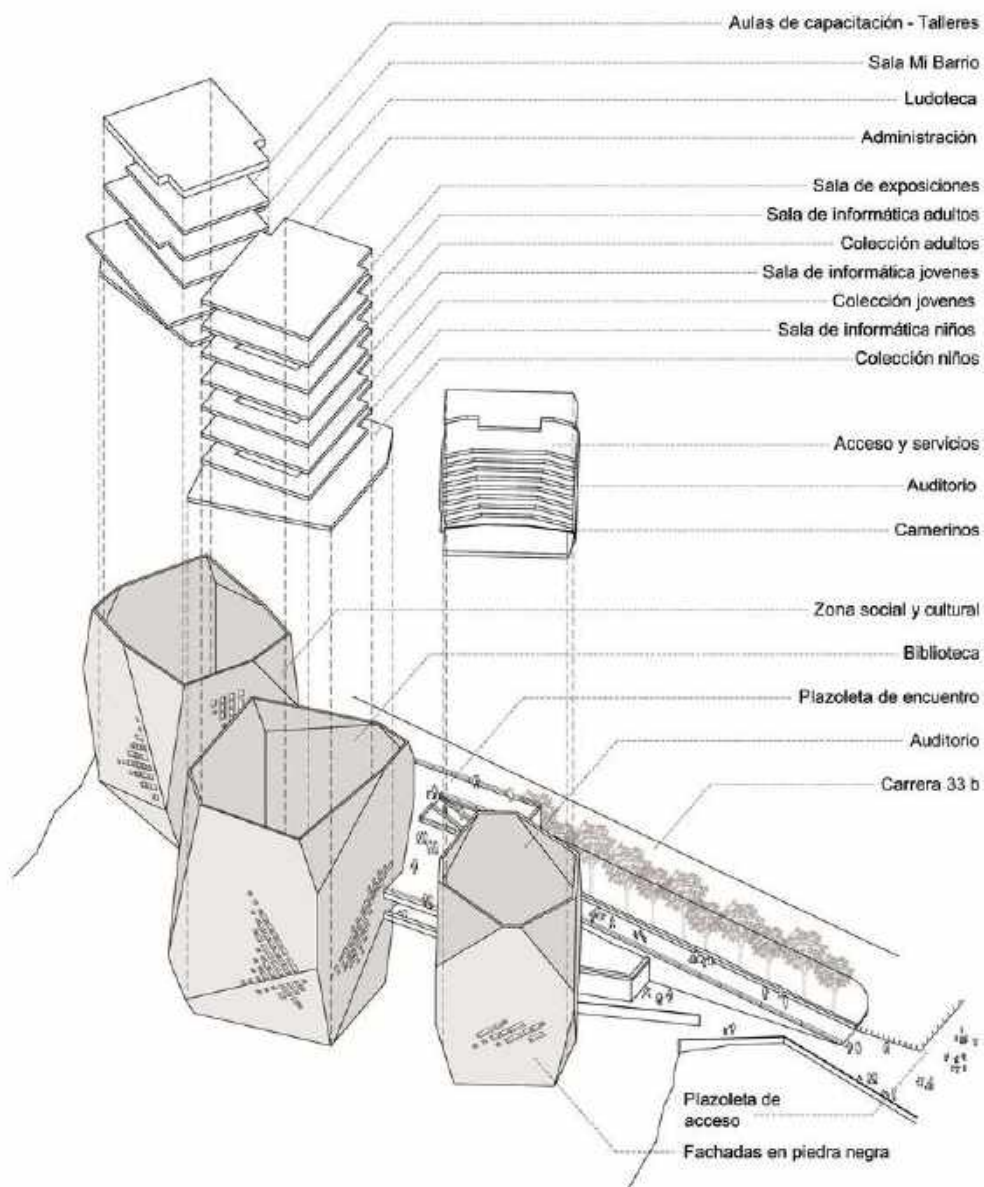 Aulas de capacitación - Talleres
Sala Mi Barrio
Ludoteca
Administración
Sala de exposiciones
Sala de informática adultos
Colección adultos
Sala de informática jovenes
Colección jovenes
Sala de informática niños
Colección niños
Acceso y servicios
Auditorio
Camerinos
Zona social y cultural
Biblioteca
Plazoleta de encuentro
Auditorio
Carrera 33 b
Plazoleta de
acceso
Fachadas en piedra negra